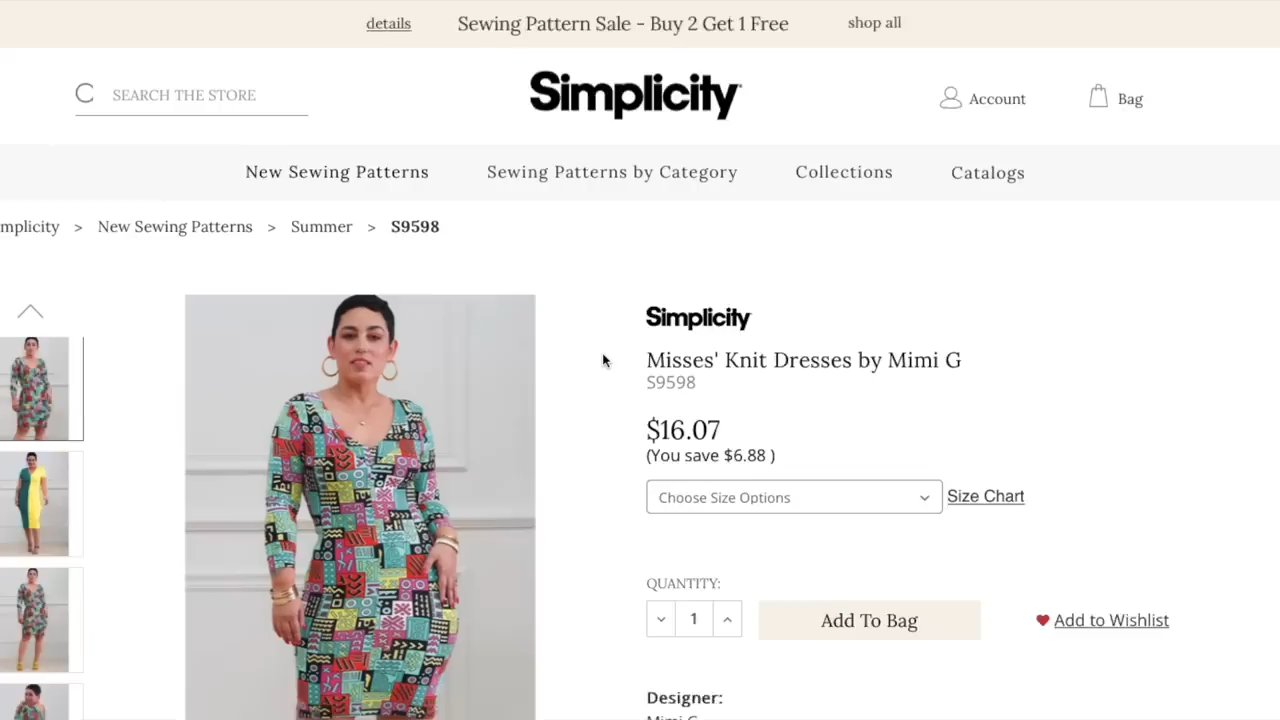 details Sewing Pattern Sale - Buy 2 Get 1 Free shop all
SEARCH THE STORE Simplicity Account Bag
New Sewing Patterns Sewing Patterns by Category Collections Catalogs
mplicity > New Sewing Patterns > Summer > S9598
Simplicity
Misses' Knit Dresses by Mimi G
S9598
$16.07
(You save $6.88 )
Choose Size Options Size Chart
QUANTITY:
1 Add To Bag Add to Wishlist
Designer:
Mimi G